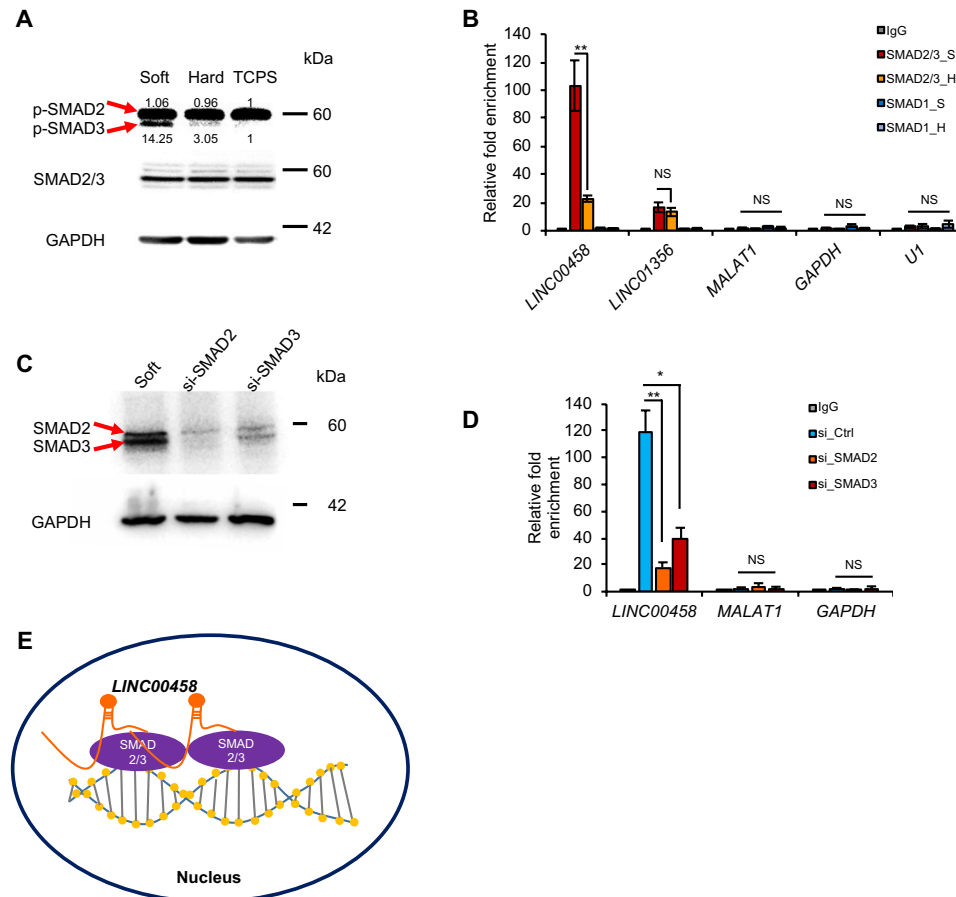 A
kDa
Soft Hard TCPS
p-SMAD2
1.06 0.96 1
60
p-SMAD3
14.25 3.05 1
SMAD2/3
60
GAPDH
42
B
Relative fold enrichment
140
120
100
80
60
40
20
0
**
NS
NS
NS
NS
IgG
SMAD2/3_S
SMAD2/3_H
SMAD1_S
SMAD1_H
LINC00458
LINC01356
MALAT1
GAPDH
U1
C
Soft
si-SMAD2
si-SMAD3
kDa
SMAD2
SMAD3
60
GAPDH
42
D
Relative fold
enrichment
140
120
100
80
60
40
20
0
*
**
NS
NS
IgG
si_Ctrl
si_SMAD2
si_SMAD3
LINC00458
MALAT1
GAPDH
E
LINC00458
SMAD
2/3
SMAD
2/3
Nucleus